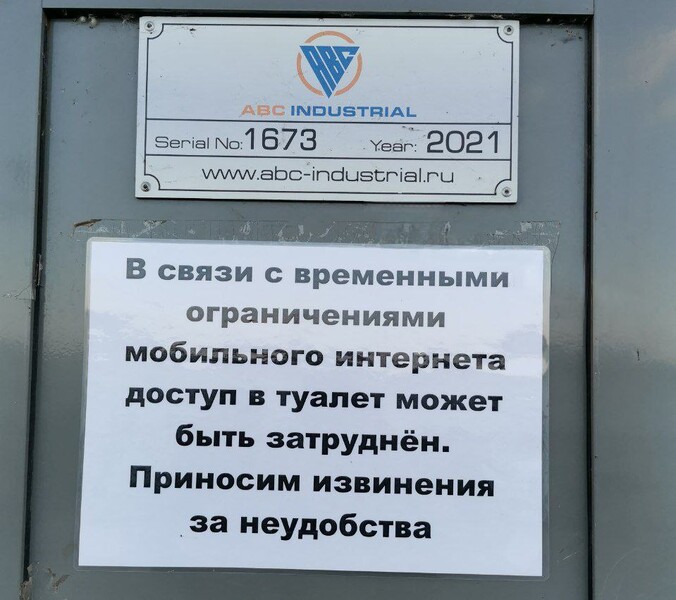 ABC
ABC INDUSTRIAL
Serial No: 1673 Year: 2021
www.abc-industrial.ru
В связи с временными
ограничениями
мобильного интернета
доступ в туалет может
быть затруднён.
Приносим извинения
за неудобства